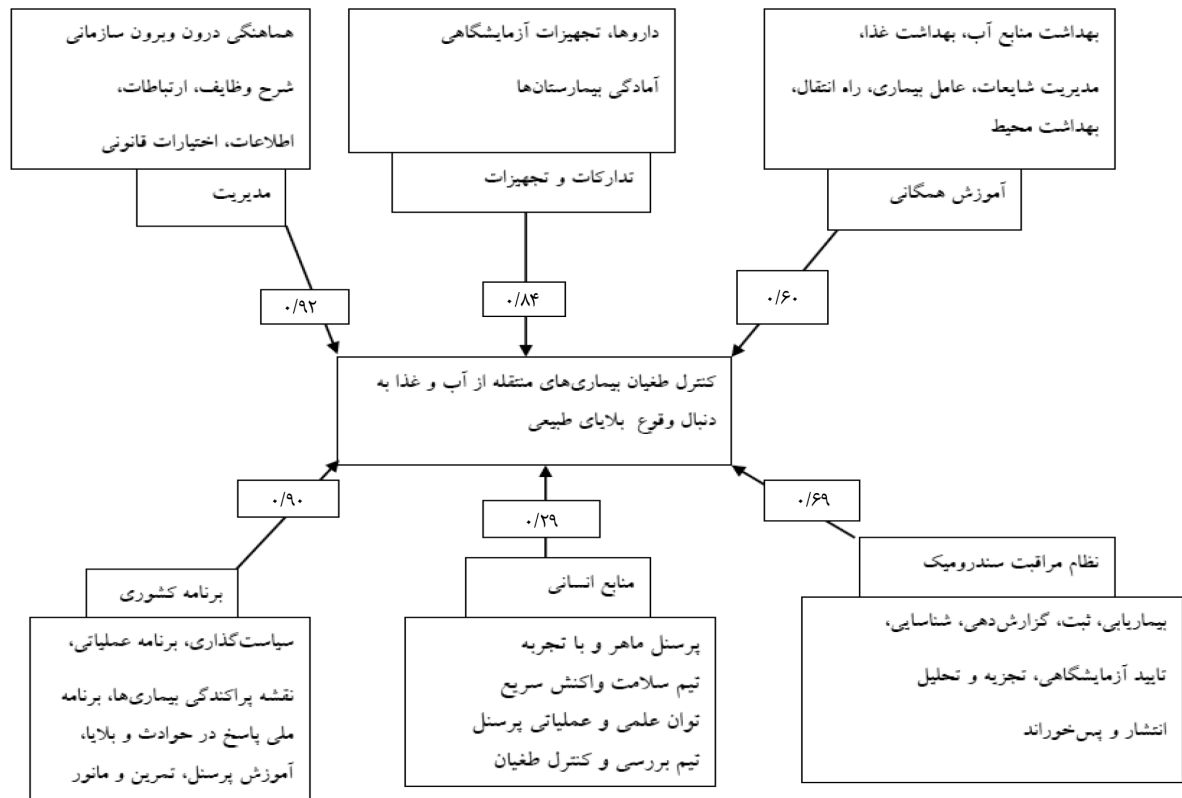 هماهنگی درون وبرون سازمانی
شرح وظایف، ارتباطات،
اطلاعات، اختیارات قانونی
مدیریت
۰/۹۲
داروها، تجهیزات آزمایشگاهی
آمادگی بیمارستان‌ها
تدارکات و تجهیزات
۰/۸۴
بهداشت منابع آب، بهداشت غذا،
مدیریت شایعات، عامل بیماری، راه انتقال،
بهداشت محیط
آموزش همگانی
۰/۶۰
کنترل طغیان بیماری‌های منتقله از آب و غذا به
دنبال وقوع بلایای طبیعی
۰/۹۰
برنامه کشوری
سیاست‌گذاری، برنامه عملیاتی،
نقشه پراکندگی بیماری‌ها، برنامه
ملی پاسخ در حوادث و بلایا،
آموزش پرسنل، تمرین و مانور
۰/۲۹
منابع انسانی
پرسنل ماهر و با تجربه
تیم سلامت واکنش سریع
توان علمی و عملیاتی پرسنل
تیم بررسی و کنترل طغیان
۰/۶۹
نظام مراقبت سندرومیک
بیماریابی، ثبت، گزارش‌دهی، شناسایی،
تایید آزمایشگاهی، تجزیه و تحلیل
انتشار و پس‌خوراند